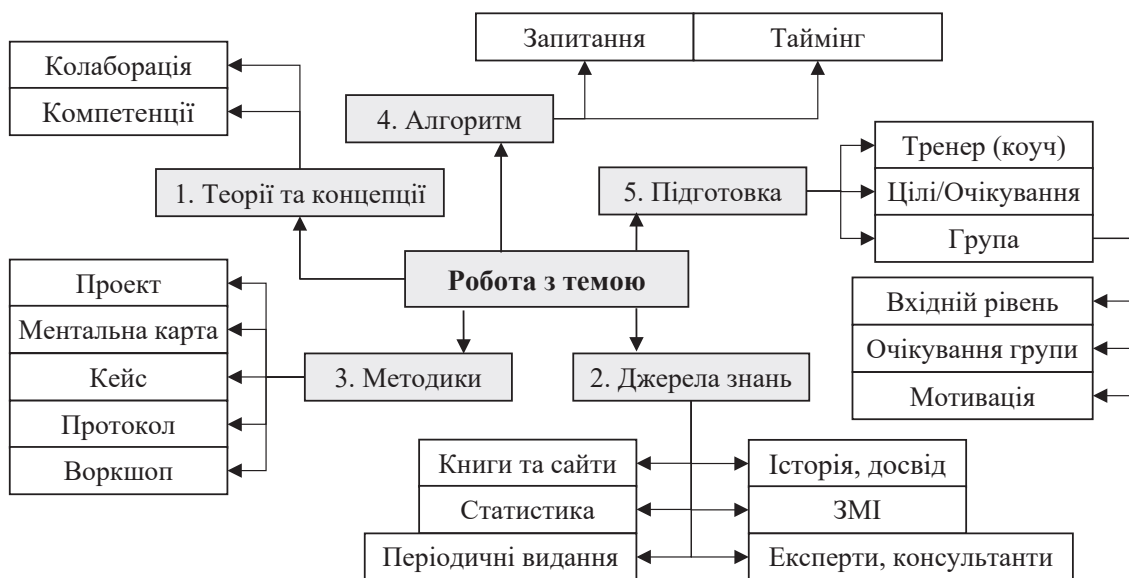 Запитання
Таймінг
Колаборація
Компетенції
4. Алгоритм
1. Теорії та концепції
5. Підготовка
Тренер (коуч)
Цілі/Очікування
Група
Робота з темою
Проект
Ментальна карта
Кейс
Протокол
Воркшоп
3. Методики
2. Джерела знань
Вхідній рівень
Очікування групи
Мотивація
Книги та сайти
Статистика
Періодичні видання
Історія, досвід
ЗМІ
Експерти, консультанти